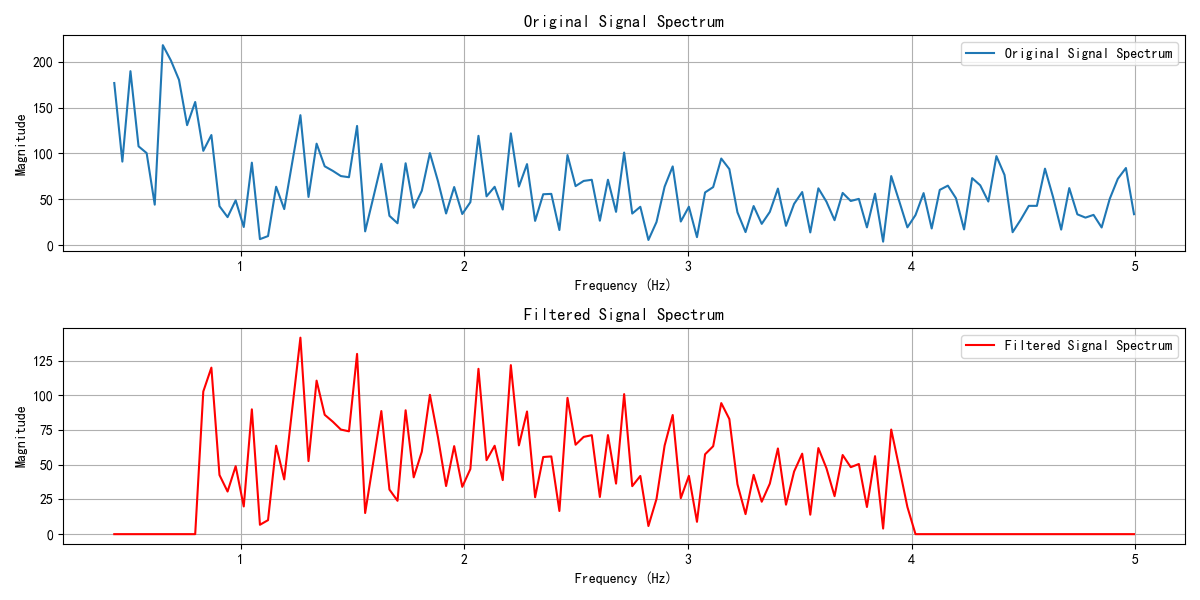 Original Signal Spectrum
Original Signal Spectrum
Magnitude
200
150
100
50
0
1 2 3 4 5
Frequency (Hz)
Filtered Signal Spectrum
Filtered Signal Spectrum
Magnitude
125
100
75
50
25
0
1 2 3 4 5
Frequency (Hz)